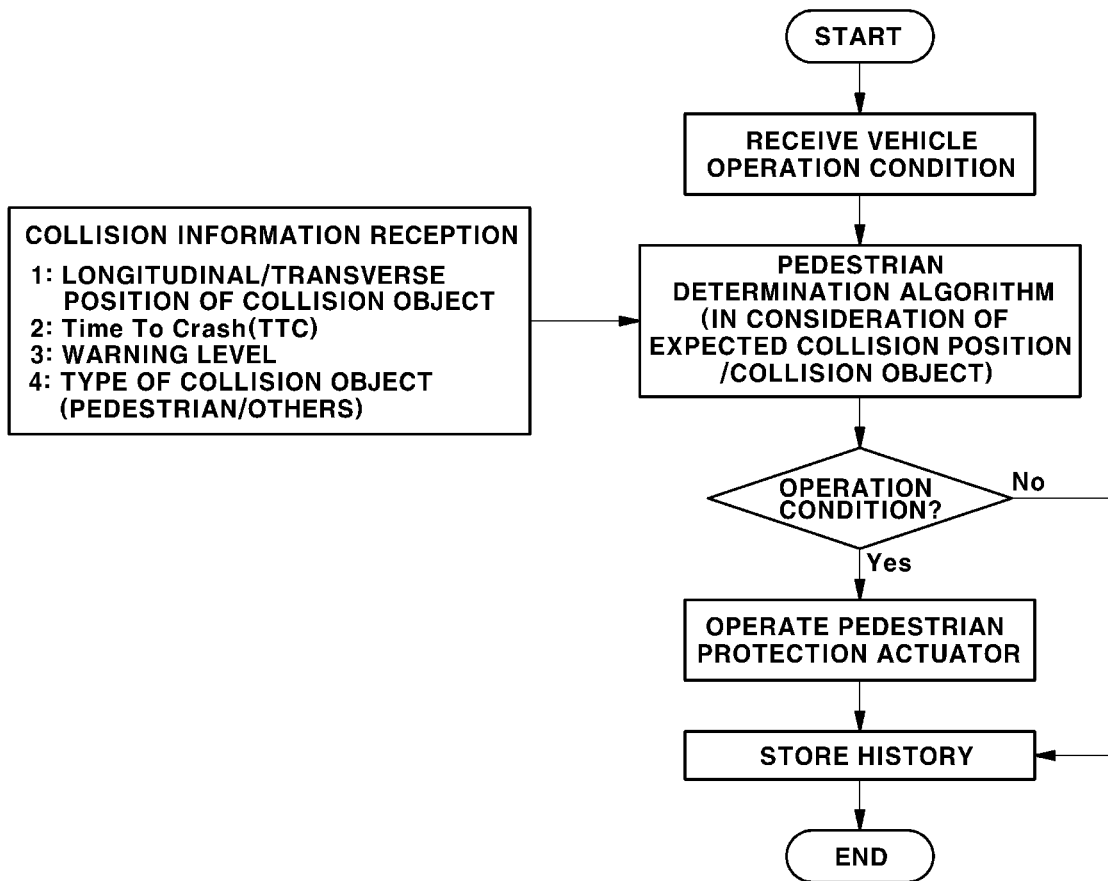 START
RECEIVE VEHICLE
OPERATION CONDITION
COLLISION INFORMATION RECEPTION
1: LONGITUDINAL/TRANSVERSE
POSITION OF COLLISION OBJECT
2: Time To Crash(TTC)
3: WARNING LEVEL
4: TYPE OF COLLISION OBJECT
(PEDESTRIAN/OTHERS)
PEDESTRIAN
DETERMINATION ALGORITHM
(IN CONSIDERATION OF
EXPECTED COLLISION POSITION
/COLLISION OBJECT)
OPERATION
CONDITION?
No
Yes
OPERATE PEDESTRIAN
PROTECTION ACTUATOR
STORE HISTORY
END